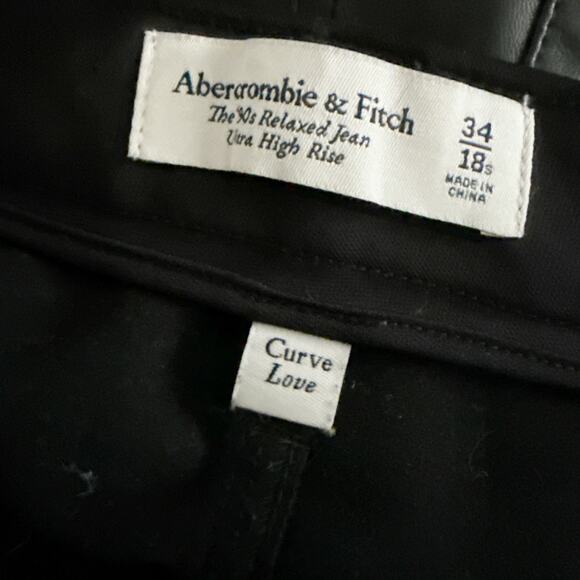 Abercrombie & Fitch
The '90s Relaxed Jean
Ultra High Rise
34
18s
MADE IN
CHINA
Curve
Love